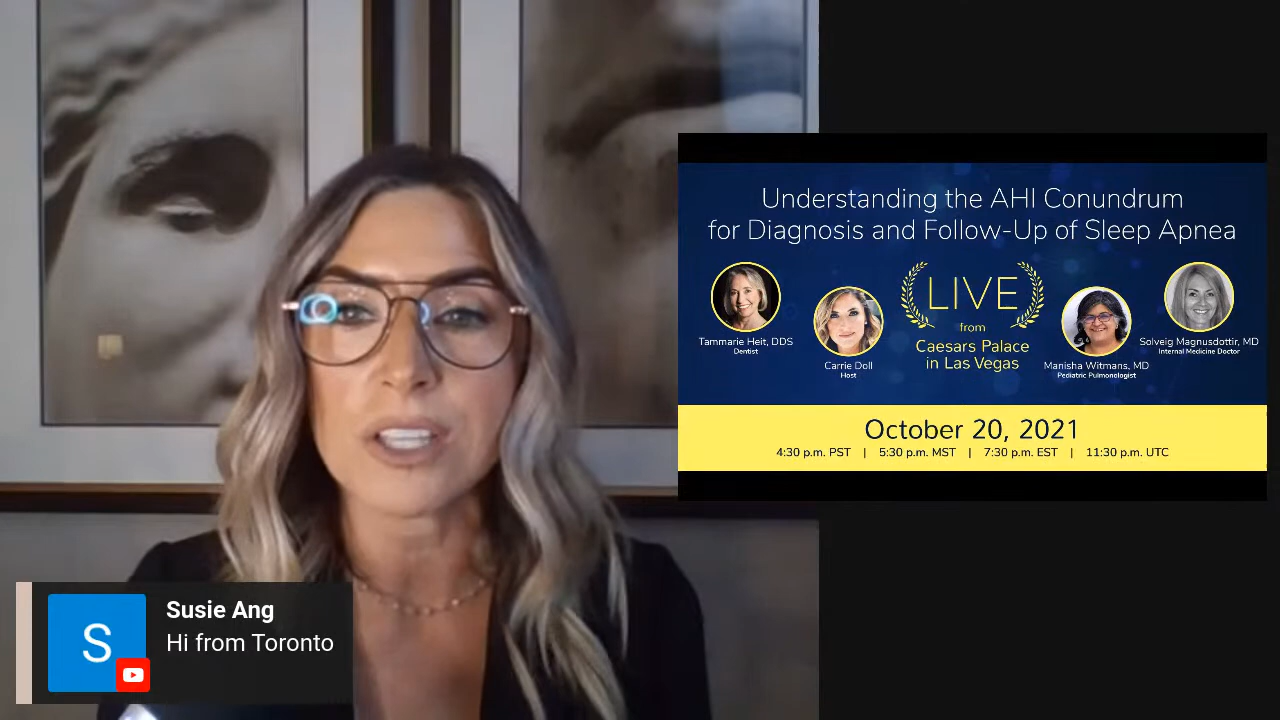 Understanding the AHI Conundrum
for Diagnosis and Follow-Up of Sleep Apnea
LIVE
from
Caesars Palace
in Las Vegas
Tammarie Heit, DDS
Dentist
Carrie Doll
Host
Manisha Witmans, MD
Pediatric Pulmonologist
Solveig Magnusdottir, MD
Internal Medicine Doctor
October 20, 2021
4:30 p.m. PST | 5:30 p.m. MST | 7:30 p.m. EST | 11:30 p.m. UTC
S
Susie Ang
Hi from Toronto